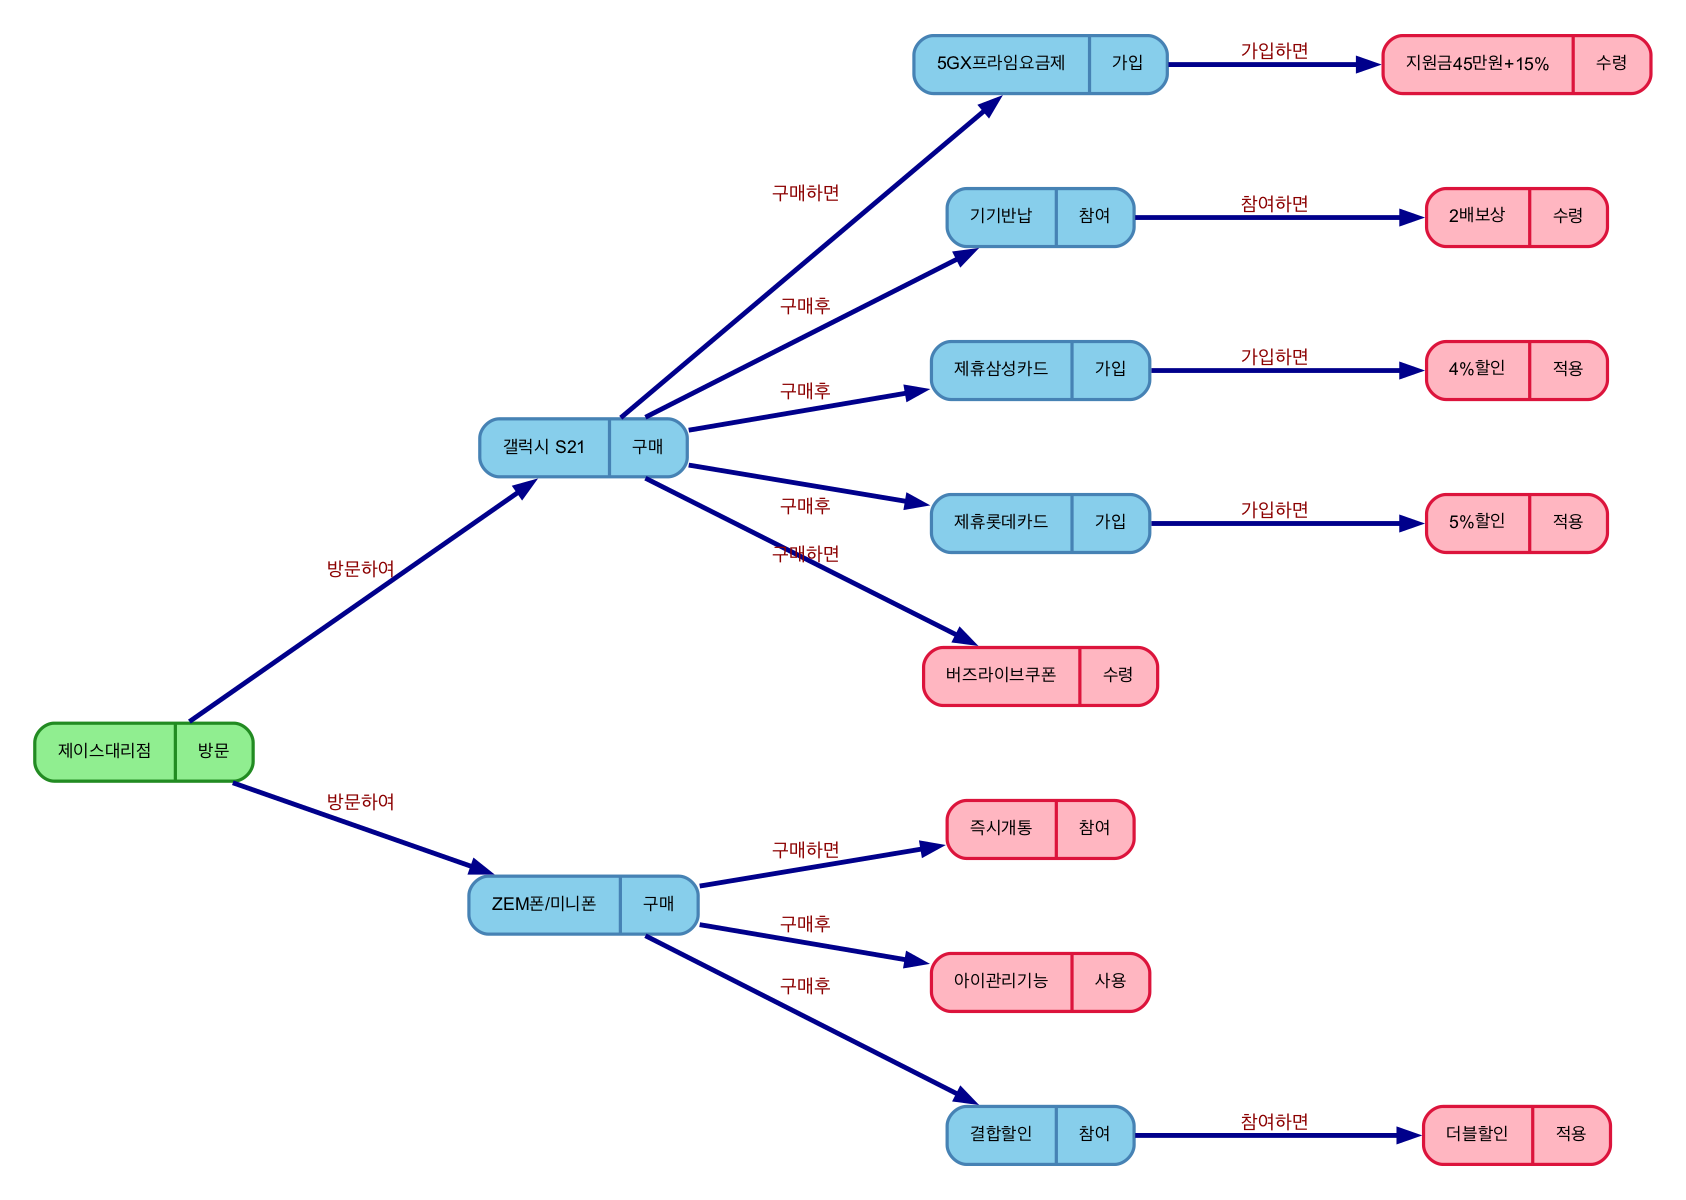 5GX프라임요금제 가입 가입하면 지원금45만원+15% 수령
구매하면
기기반납 참여 참여하면 2배보상 수령
구매후
제휴삼성카드 가입 가입하면 4%할인 적용
구매후
갤럭시 S21 구매
구매후
제휴롯데카드 가입 가입하면 5%할인 적용
구매하면
방문하여
버즈라이브쿠폰 수령
제이스대리점 방문
방문하여
즉시개통 참여
구매하면
ZEM폰/미니폰 구매
구매후
아이관리기능 사용
구매후
결합할인 참여 참여하면 더블할인 적용